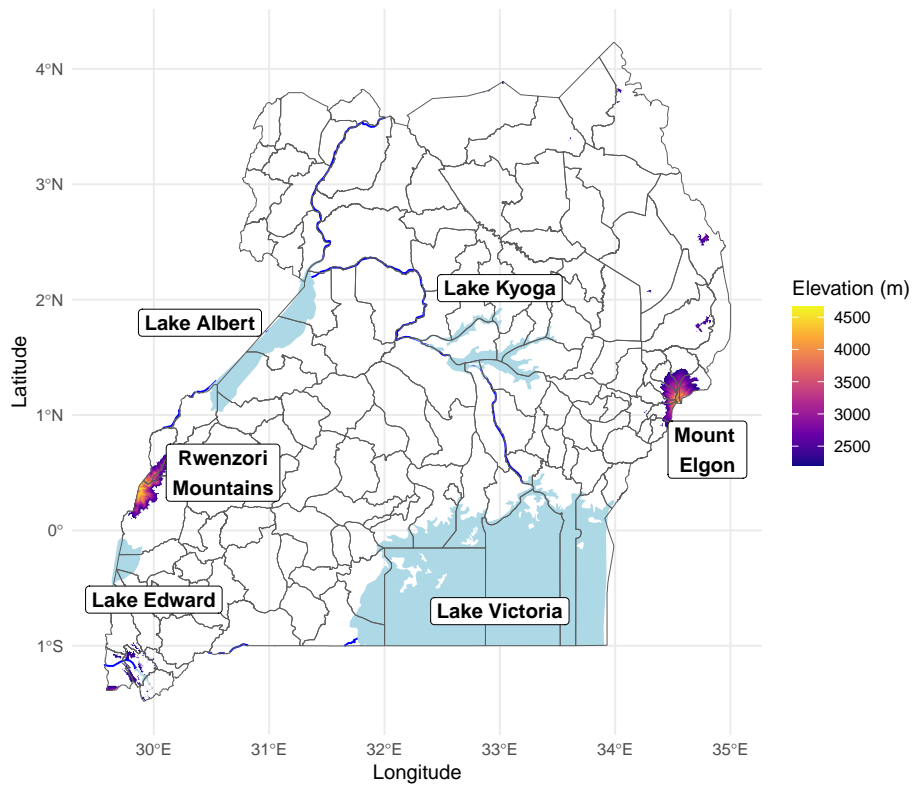 4°N
3°N
2°N
1°N
0°
1°S
Latitude
Lake Kyoga
Lake Albert
Mount
Elgon
Rwenzori
Mountains
Lake Edward
Lake Victoria
30°E
31°E
32°E
33°E
34°E
35°E
Longitude
Elevation (m)
4500
4000
3500
3000
2500